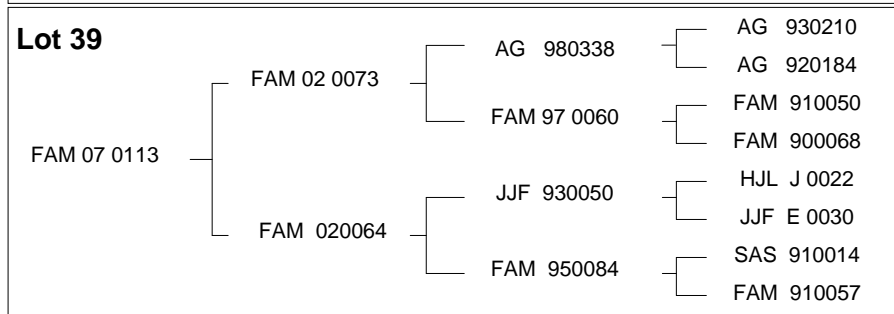 Lot 39
FAM 07 0113
FAM 02 0073
FAM 020064
AG 980338
FAM 97 0060
JJF 930050
FAM 950084
AG 930210
AG 920184
FAM 910050
FAM 900068
HJL J 0022
JJF E 0030
SAS 910014
FAM 910057